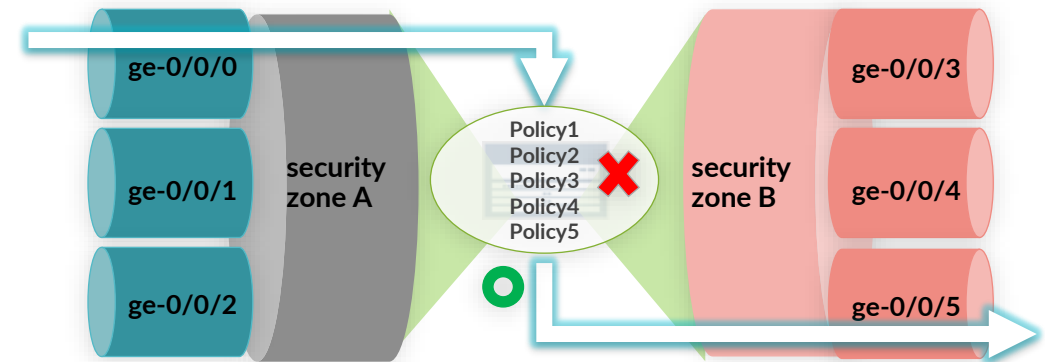 ge-0/0/0
ge-0/0/1
ge-0/0/2
security
zone A
Policy1
Policy2
Policy3
Policy4
Policy5
security
zone B
ge-0/0/3
ge-0/0/4
ge-0/0/5